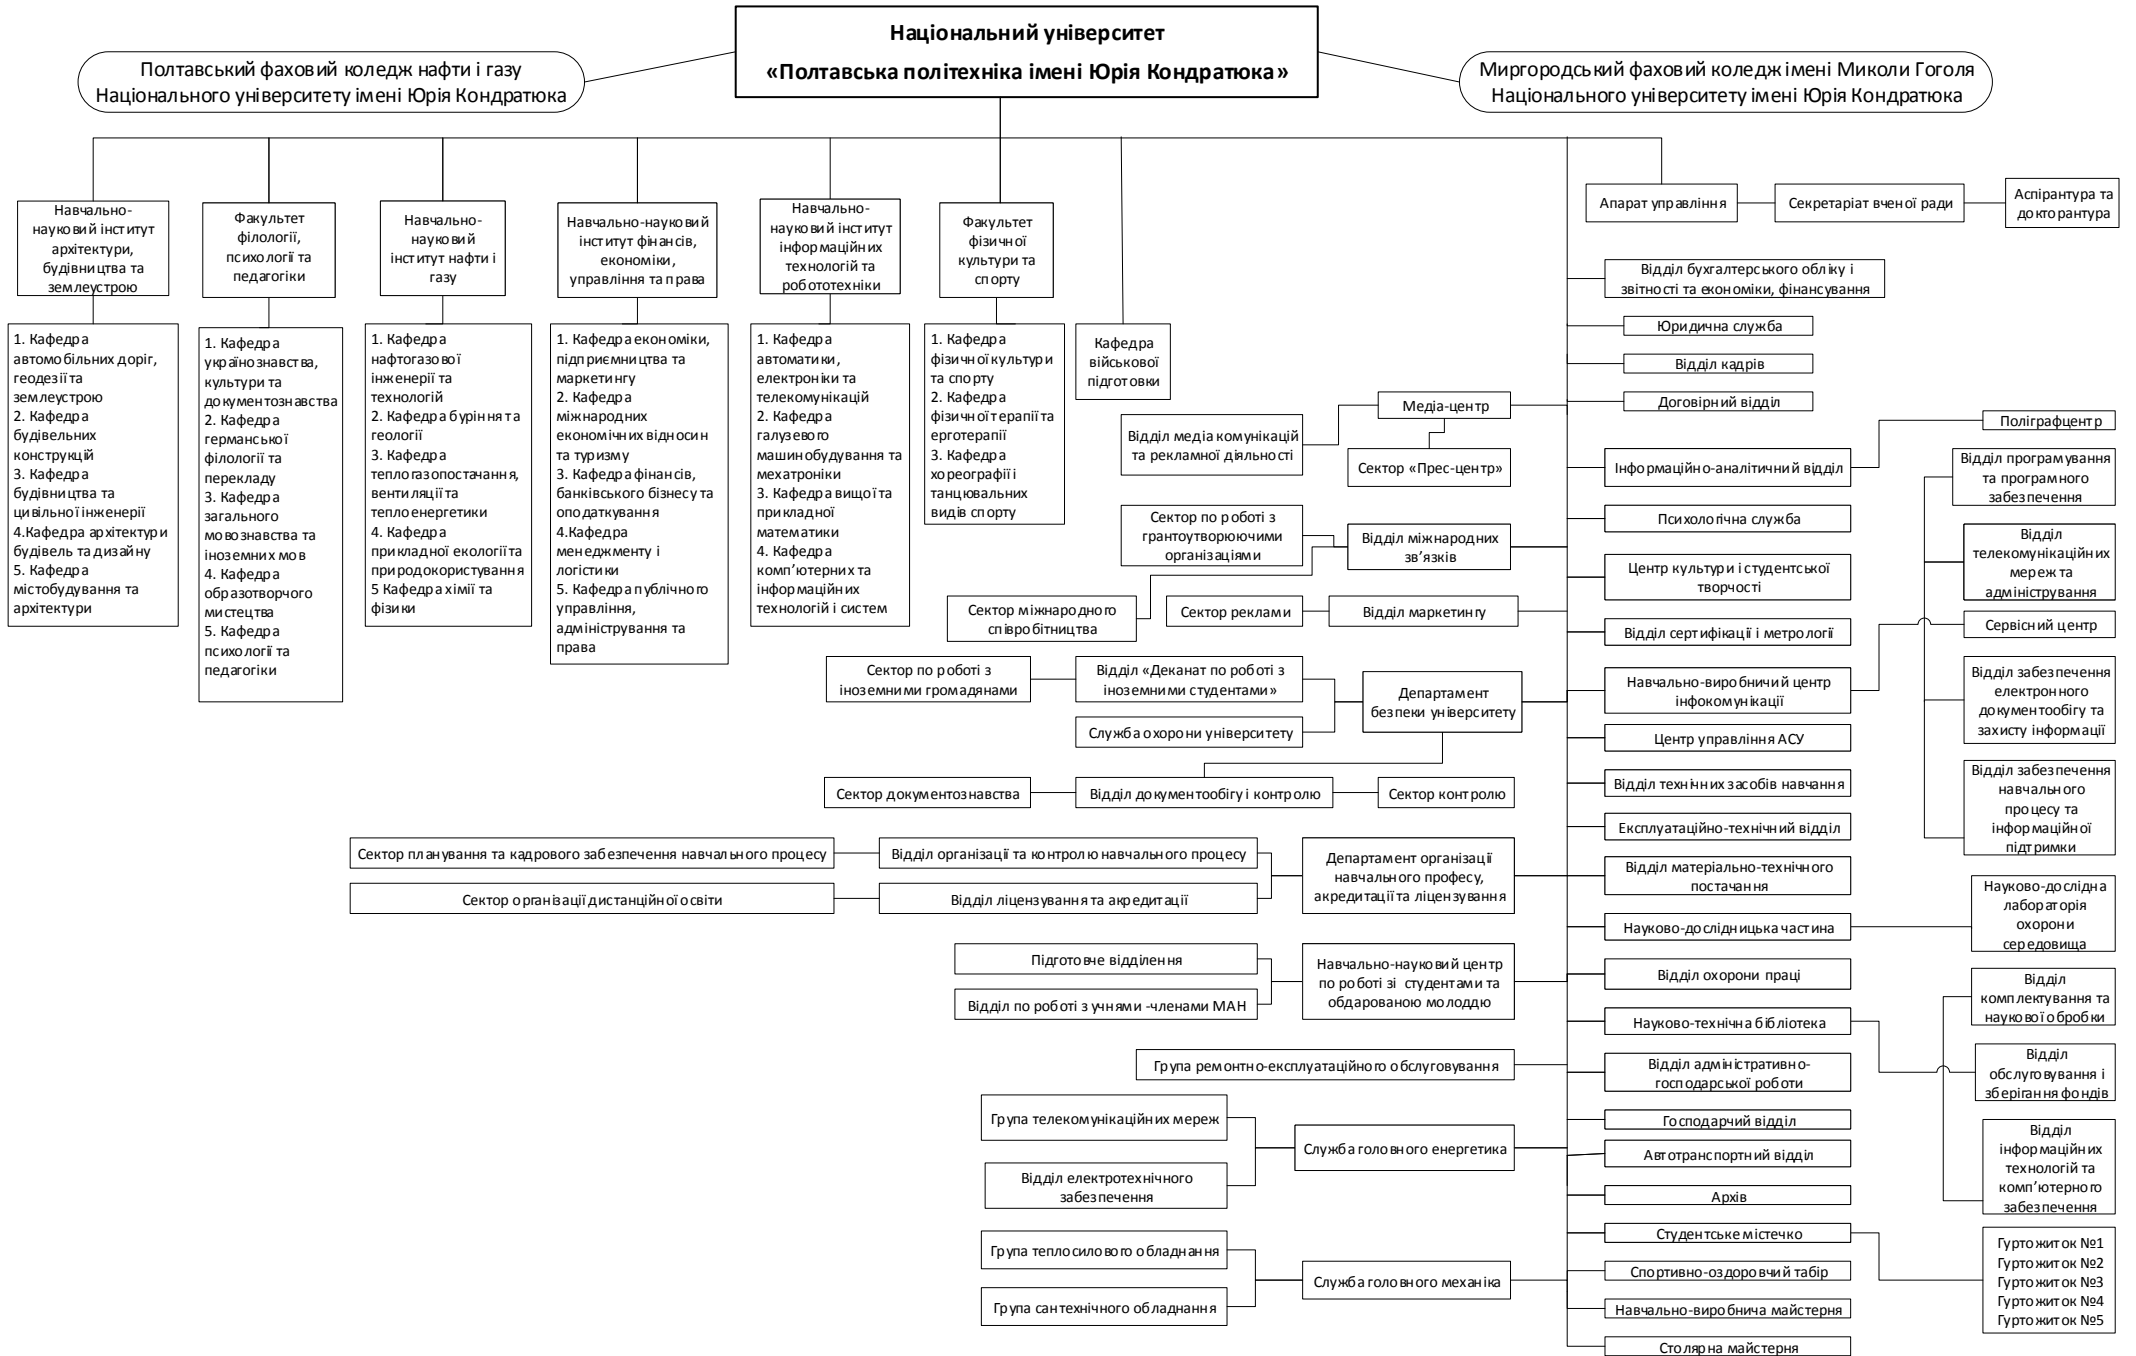 Національний університет
«Полтавська політехніка імені Юрія Кондратюка»
Полтавський фаховий коледж нафти і газу
Національного університету імені Юрія Кондратюка
Миргородський фаховий коледж імені Миколи Гоголя
Національного університету імені Юрія Кондратюка
Навчально-
науковий інститут
архітектури,
будівництва та
землеустрою
Факультет
філології,
психології та
педагогіки
Навчально-
науковий
інститут нафти і
газу
Навчально-науковий
інститут фінансів,
економіки,
управління та права
Навчально-
науковий інститут
інформаційних
технологій та
робототехніки
Факультет
фізичної
культури та
спорту
Апарат управління
Секретаріат вченої ради
Аспірантура та
докторантура
1. Кафедра
автомобільних доріг,
геодезії та
землеустрою
2. Кафедра
будівельних
конструкцій
3. Кафедра
будівництва та
цивільної інженерії
4.Кафедра архітектури
будівель та дизайну
5. Кафедра
містобудування та
архітектури
1. Кафедра
українознавства,
культури та
документознавства
2. Кафедра
германської
філології та
перекладу
3. Кафедра
загального
мовознавства та
іноземних мов
4. Кафедра
образотворчого
мистецтва
5. Кафедра
психології та
педагогіки
1. Кафедра
нафтогазової
інженерії та
технологій
2. Кафедра буріння та
геології
3. Кафедра
теплогазопостачання,
вентиляції та
теплоенергетики
4. Кафедра
прикладної екології та
природокористування
5 Кафедра хімії та
фізики
1. Кафедра економіки,
підприємництва та
маркетингу
2. Кафедра
міжнародних
економічних відносин
та туризму
3. Кафедра фінансів,
банківського бізнесу та
оподаткування
4.Кафедра
менеджменту і
логістики
5. Кафедра публічного
управління,
адміністрування та
права
1. Кафедра
автоматики,
електроніки та
телекомунікацій
2. Кафедра
галузевого
машинобудування та
мехатроніки
3. Кафедра вищої та
прикладної
математики
4. Кафедра
комп’ютерних та
інформаційних
технологій і систем
1. Кафедра
фізичної культури
та спорту
2. Кафедра
фізичної терапії та
ерготерапії
3. Кафедра
хореографії і
танцювальних
видів спорту
Кафедра
військової
підготовки
Відділ бухгалтерського обліку і
звітності та економіки, фінансування
Юридична служба
Відділ кадрів
Договірний відділ
Медіа-центр
Відділ медіа комунікацій
та рекламної діяльності
Сектор «Прес-центр»
Інформаційно-аналітичний відділ
Поліграфцентр
Відділ програмування
та програмного
забезпечення
Психологічна служба
Сектор по роботі з
грантоутворюючими
організаціями
Відділ міжнародних
зв’язків
Відділ
телекомунікаційних
мереж та
адміністрування
Центр культури і студентської
творчості
Сектор міжнародного
співробітництва
Сектор реклами
Відділ маркетингу
Відділ сертифікації і метрології
Сервісний центр
Сектор по роботі з
іноземними громадянами
Відділ «Деканат по роботі з
іноземними студентами»
Департамент
безпеки університету
Навчально-виробничий центр
інфокомунікації
Відділ забезпечення
електронного
документообігу та
захисту інформації
Служба охорони університету
Центр управління АСУ
Сектор документознавства
Відділ документообігу і контролю
Сектор контролю
Відділ технічних засобів навчання
Відділ забезпечення
навчального
процесу та
інформаційної
підтримки
Експлуатаційно-технічний відділ
Сектор планування та кадрового забезпечення навчального процесу
Відділ організації та контролю навчального процесу
Сектор організації дистанційної освіти
Відділ ліцензування та акредитації
Департамент організації
навчального професу,
акредитації та ліцензування
Відділ матеріально-технічного
постачання
Науково-дослідницька частина
Науково-дослідна
лабораторія
охорони
середовища
Підготовче відділення
Відділ по роботі з учнями -членами МАН
Навчально-науковий центр
по роботі зі студентами та
обдарованою молоддю
Відділ охорони праці
Відділ
комплектування та
наукової обробки
Науково-технічна бібліотека
Група ремонтно-експлуатаційного обслуговування
Відділ адміністративно-
господарської роботи
Відділ
обслуговування і
зберігання фондів
Група телекомунікаційних мереж
Відділ електротехнічного
забезпечення
Служба головного енергетика
Господарчий відділ
Автотранспортний відділ
Архів
Відділ
інформаційних
технологій та
комп’ютерного
забезпечення
Студентське містечко
Гуртожиток №1
Гуртожиток №2
Гуртожиток №3
Гуртожиток №4
Гуртожиток №5
Група теплосилового обладнання
Група сантехнічного обладнання
Служба головного механіка
Спортивно-оздоровчий табір
Навчально-виробнича майстерня
Столярна майстерня